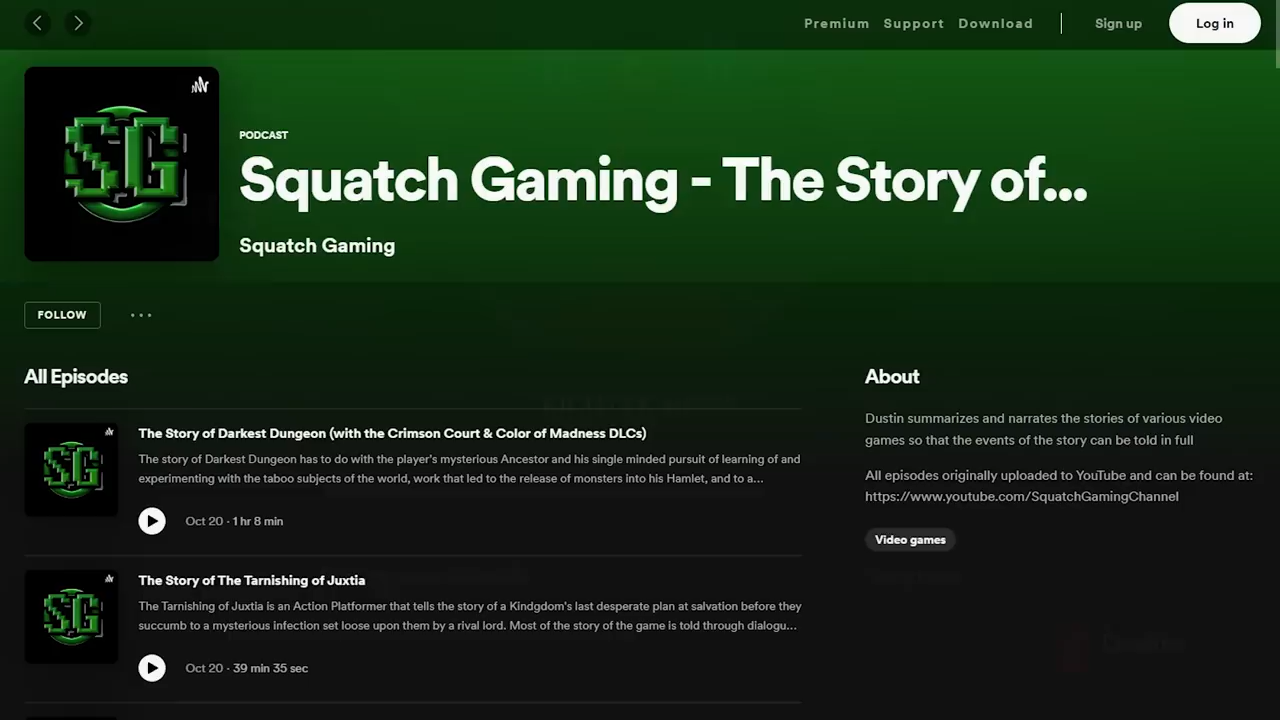 Premium Support Download Sign up Log in
SG
PODCAST
Squatch Gaming - The Story of...
Squatch Gaming
FOLLOW
All Episodes
SG
The Story of Darkest Dungeon (with the Crimson Court & Color of Madness DLCs)
The story of Darkest Dungeon has to do with the player's mysterious Ancestor and his single minded pursuit of learning of and
experimenting with the taboo subjects of the world, work that led to the release of monsters into his Hamlet, and to a...
Oct 20 · 1 hr 8 min
SG
The Story of The Tarnishing of Juxtia
The Tarnishing of Juxtia is an Action Platformer that tells the story of a Kindgdom's last desperate plan at salvation before they
succumb to a mysterious infection set loose upon them by a rival lord. Most of the story of the game is told through dialogu...
Oct 20 · 39 min 35 sec
About
Dustin summarizes and narrates the stories of various video
games so that the events of the story can be told in full
All episodes originally uploaded to YouTube and can be found at:
https://www.youtube.com/SquatchGamingChannel
Video games